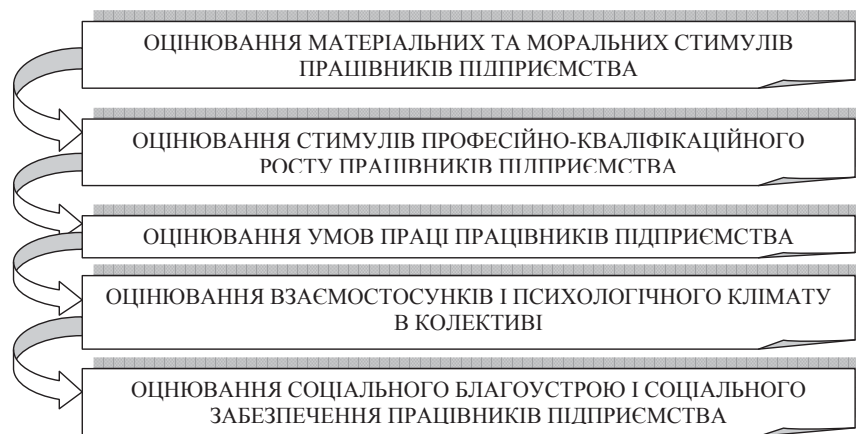 ОЦІНЮВАННЯ МАТЕРІАЛЬНИХ ТА МОРАЛЬНИХ СТИМУЛІВ
ПРАЦІВНИКІВ ПІДПРИЄМСТВА
ОЦІНЮВАННЯ СТИМУЛІВ ПРОФЕСІЙНО-КВАЛІФІКАЦІЙНОГО
РОСТУ ПРАЦІВНИКІВ ПІДПРИЄМСТВА
ОЦІНЮВАННЯ УМОВ ПРАЦІ ПРАЦІВНИКІВ ПІДПРИЄМСТВА
ОЦІНЮВАННЯ ВЗАЄМОСТОСУНКІВ І ПСИХОЛОГІЧНОГО КЛІМАТУ
В КОЛЕКТИВІ
ОЦНЮВАННЯ СОЦІАЛЬНОГО БЛАГОУСТРОЮ І СОЦІАЛЬНОГО
ЗАБЕЗПЕЧЕННЯ ПРАЦІВНИКІВ ПІДПРИЄМСТВА